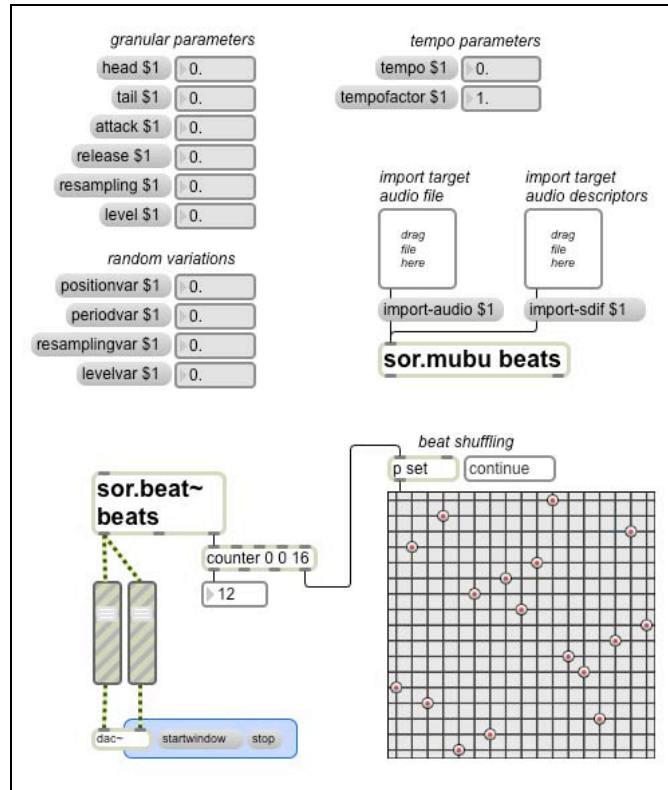 granular parameters
head $1
0.
tail $1
0.
attack $1
0.
release $1
0.
resampling $1
0.
level $1
0.
random variations
positionvar $1
0.
periodvar $1
0.
resamplingvar $1
0.
levelvar $1
0.
tempo parameters
tempo $1
0.
tempofactor $1
1.
import target
audio file
import target
audio descriptors
drag
file
here
drag
file
here
import-audio $1
import-sdif $1
sor.mubu beats
sor.beat~
beats
counter 0 0 16
12
dac~
startwindow
stop
beat shuffling
p set
continue